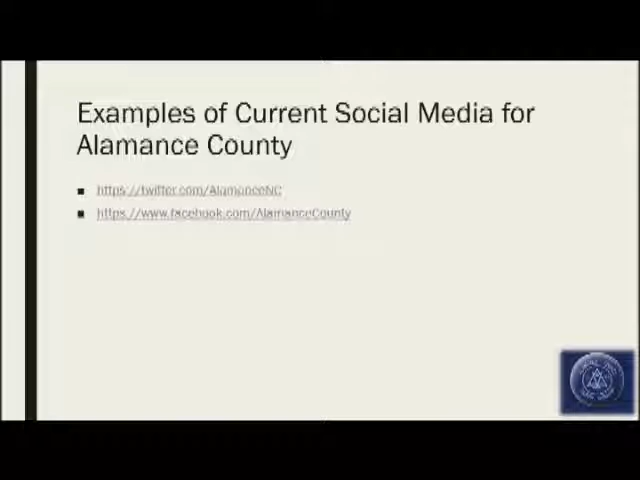 Examples of Current Social Media for
Alamance County
https://twitter.com/AlamanceNC
https://www.facebook.com/AlamanceCounty